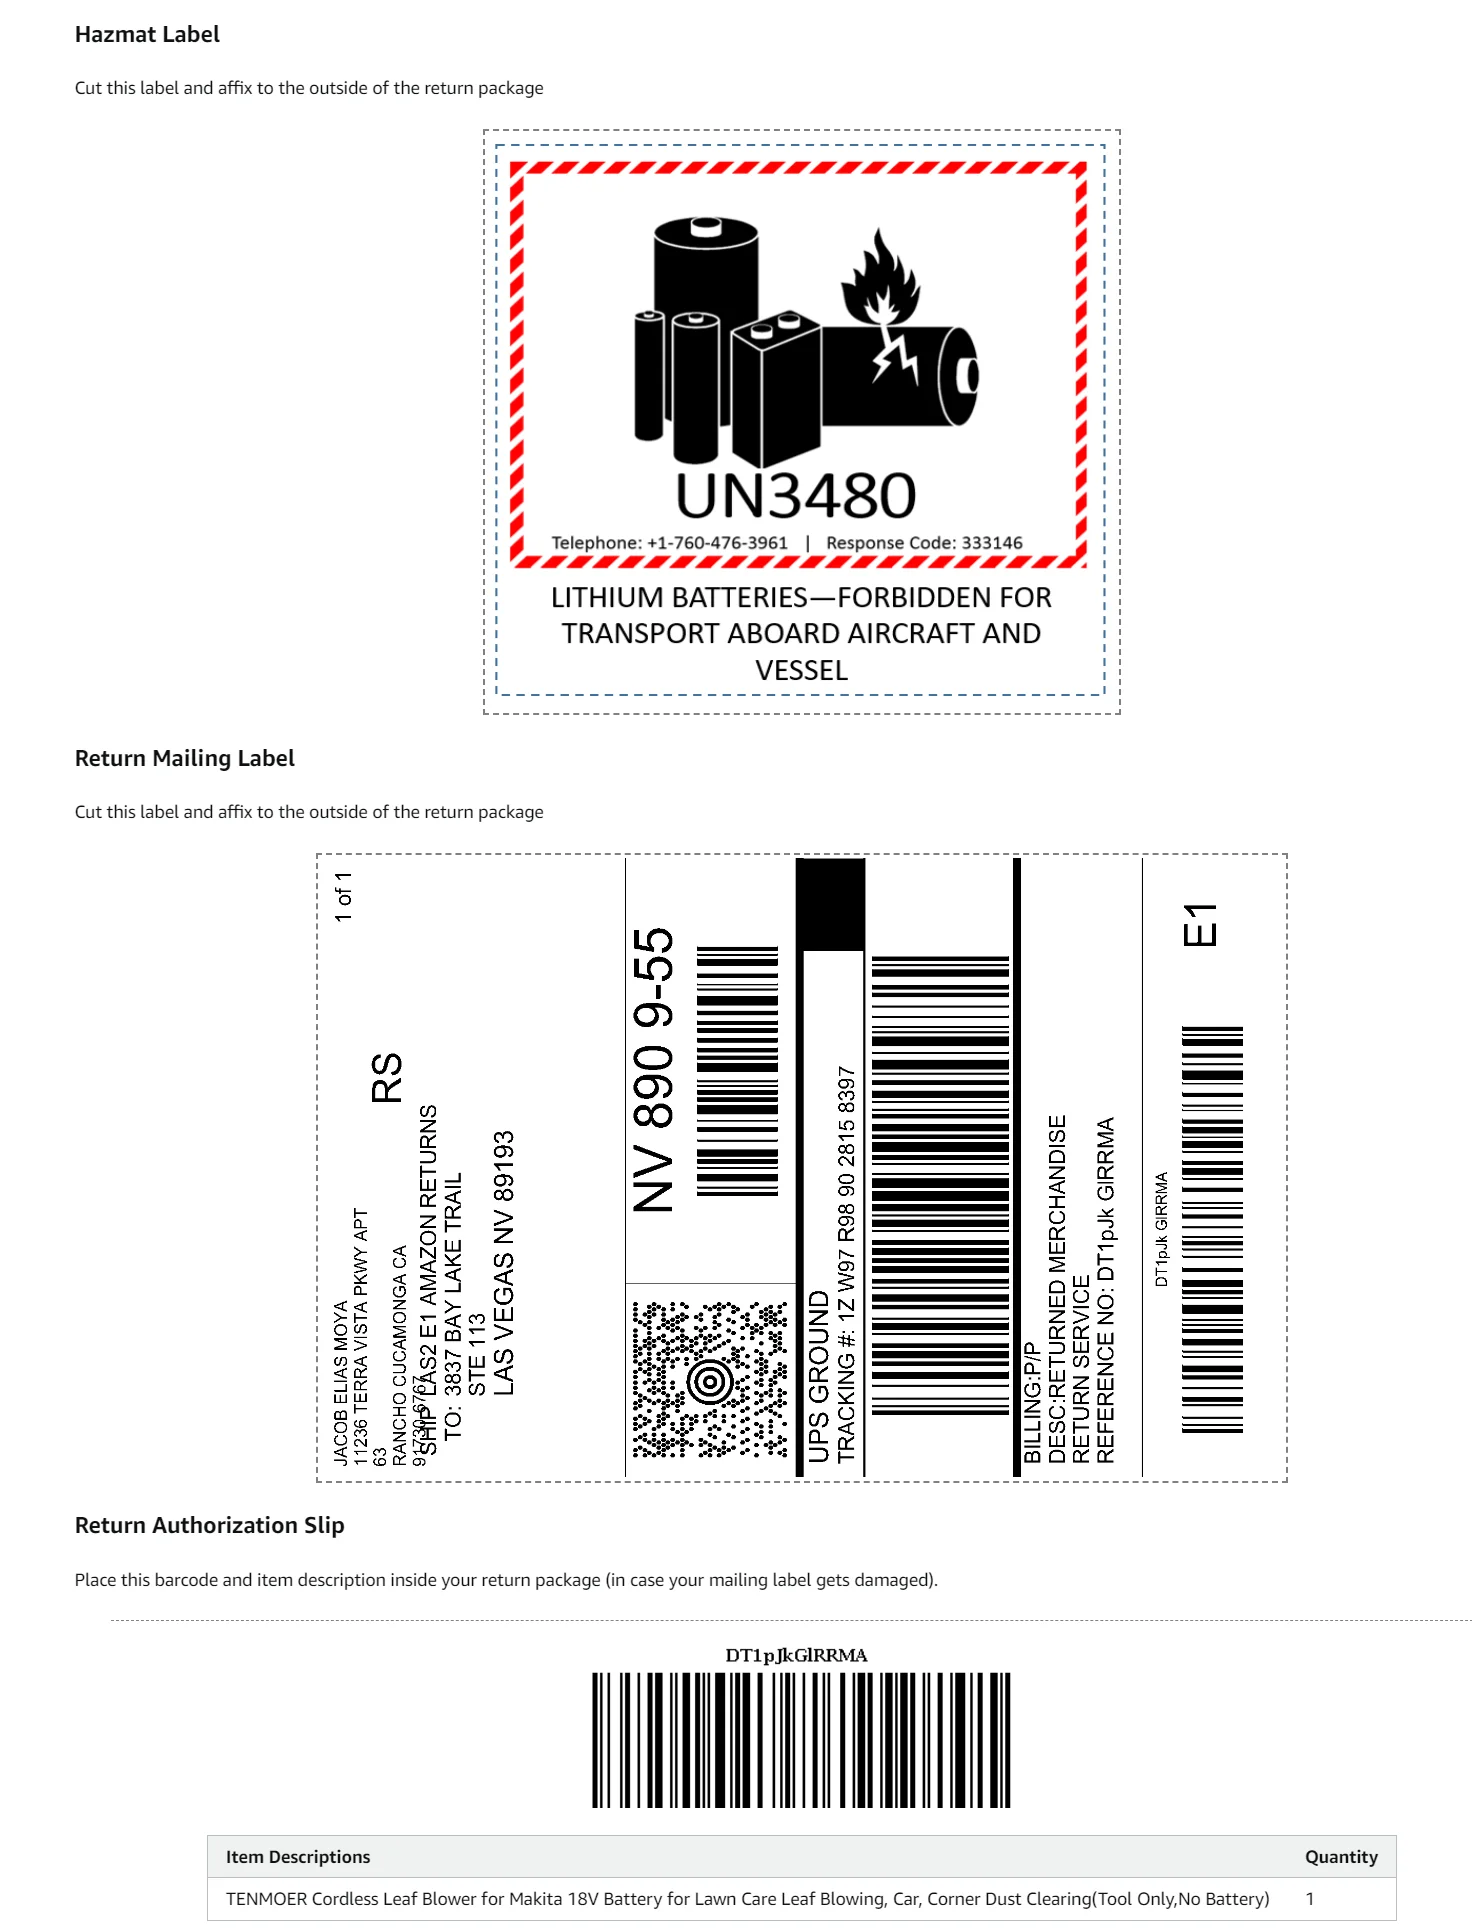 Hazmat Label
Cut this label and affix to the outside of the return package
UN3480
Telephone: +1-760-476-3961 | Response Code: 333146
LITHIUM BATTERIES—FORBIDDEN FOR
TRANSPORT ABOARD AIRCRAFT AND
VESSEL
Return Mailing Label
Cut this label and affix to the outside of the return package
JACOB ELIAS MOYA
11236 TERRA VISTA PKWY APT
63
RANCHO CUCAMONGA CA
91730-6767
1 of 1
RS
SHIP LAS2 E1 AMAZON RETURNS
TO: 3837 BAY LAKE TRAIL
STE 113
LAS VEGAS NV 89193
NV 890 9-55
UPS GROUND
TRACKING #: 1Z W97 R98 90 2815 8397
BILLING:P/P
DESC:RETURNED MERCHANDISE
RETURN SERVICE
REFERENCE NO: DT1pJk GlRRMA
DT1pJk GlRRMA
E1
Return Authorization Slip
Place this barcode and item description inside your return package (in case your mailing label gets damaged).
DT1pJkGlRRMA
Item Descriptions Quantity
TENMOER Cordless Leaf Blower for Makita 18V Battery for Lawn Care Leaf Blowing, Car, Corner Dust Clearing(Tool Only,No Battery) 1